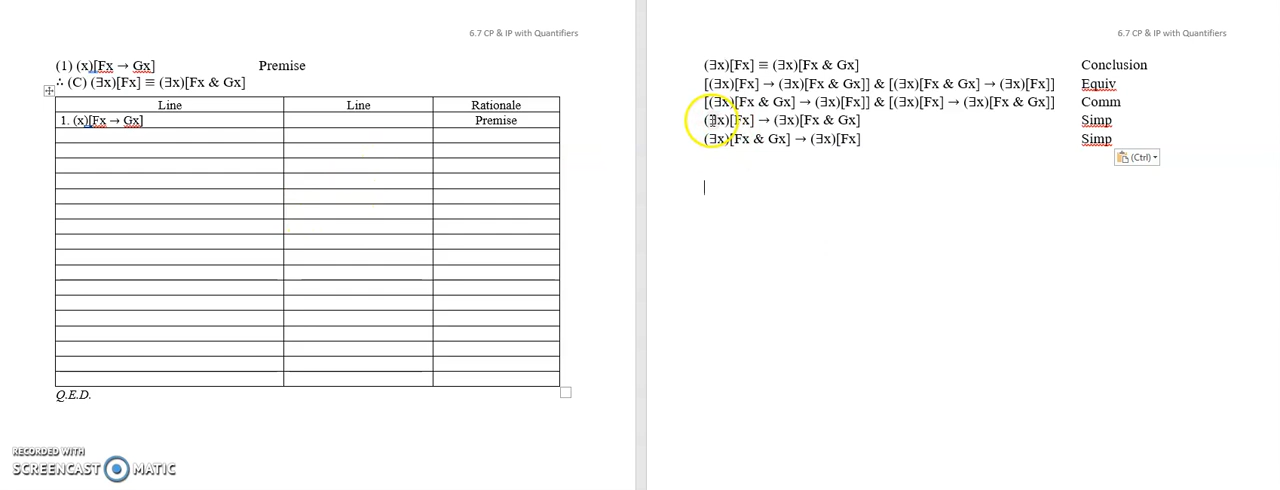 6.7 CP & IP with Quantifiers
(1) (x)[Fx → Gx] Premise
∴ (C) (∃x)[Fx] ≡ (∃x)[Fx & Gx]
Line Line Rationale
1. (x)[Fx → Gx] Premise
Q.E.D.
RECORDED WITH
SCREENCAST MATIC
6.7 CP & IP with Quantifiers
(∃x)[Fx] ≡ (∃x)[Fx & Gx] Conclusion
[(∃x)[Fx] → (∃x)[Fx & Gx]] & [(∃x)[Fx & Gx] → (∃x)[Fx]] Equiv
[(∃x)[Fx & Gx] → (∃x)[Fx]] & [(∃x)[Fx] → (∃x)[Fx & Gx]] Comm
(∃x)[Fx] → (∃x)[Fx & Gx] Simp
(∃x)[Fx & Gx] → (∃x)[Fx] Simp
(Ctrl)